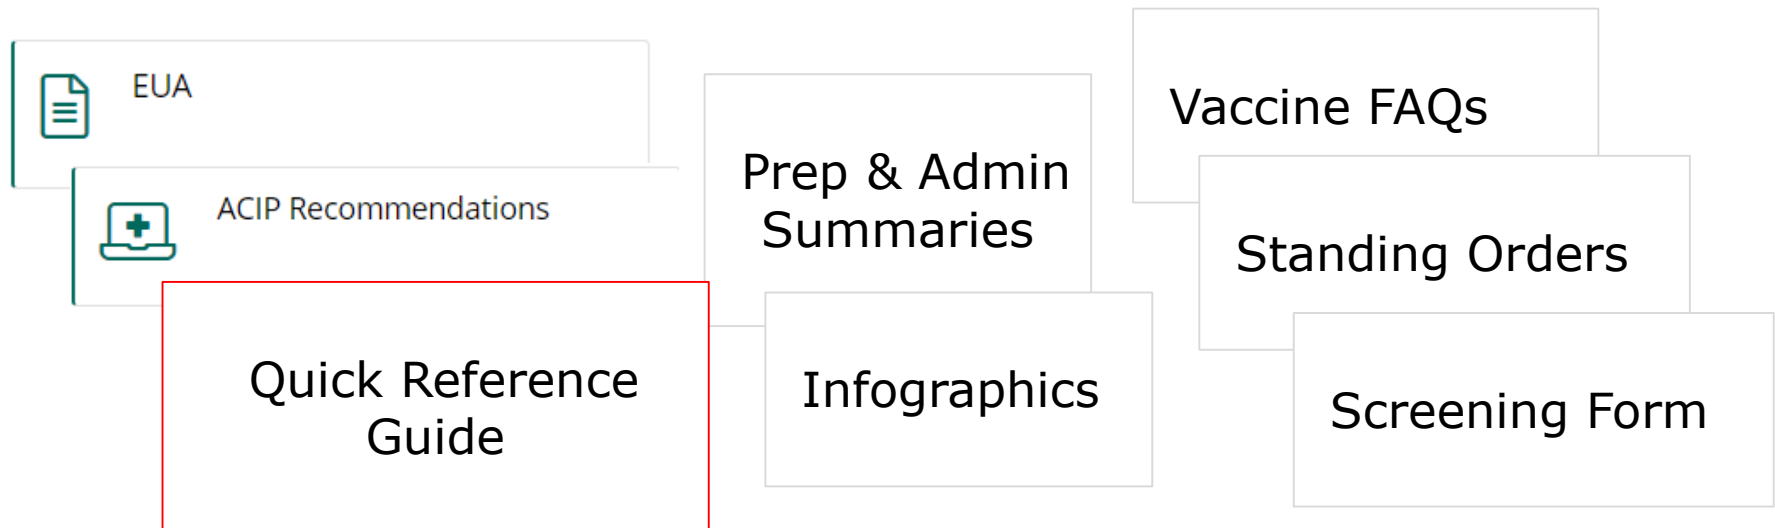 EUA
ACIP Recommendations
Quick Reference
Guide
Prep & Admin
Summaries
Infographics
Vaccine FAQs
Standing Orders
Screening Form